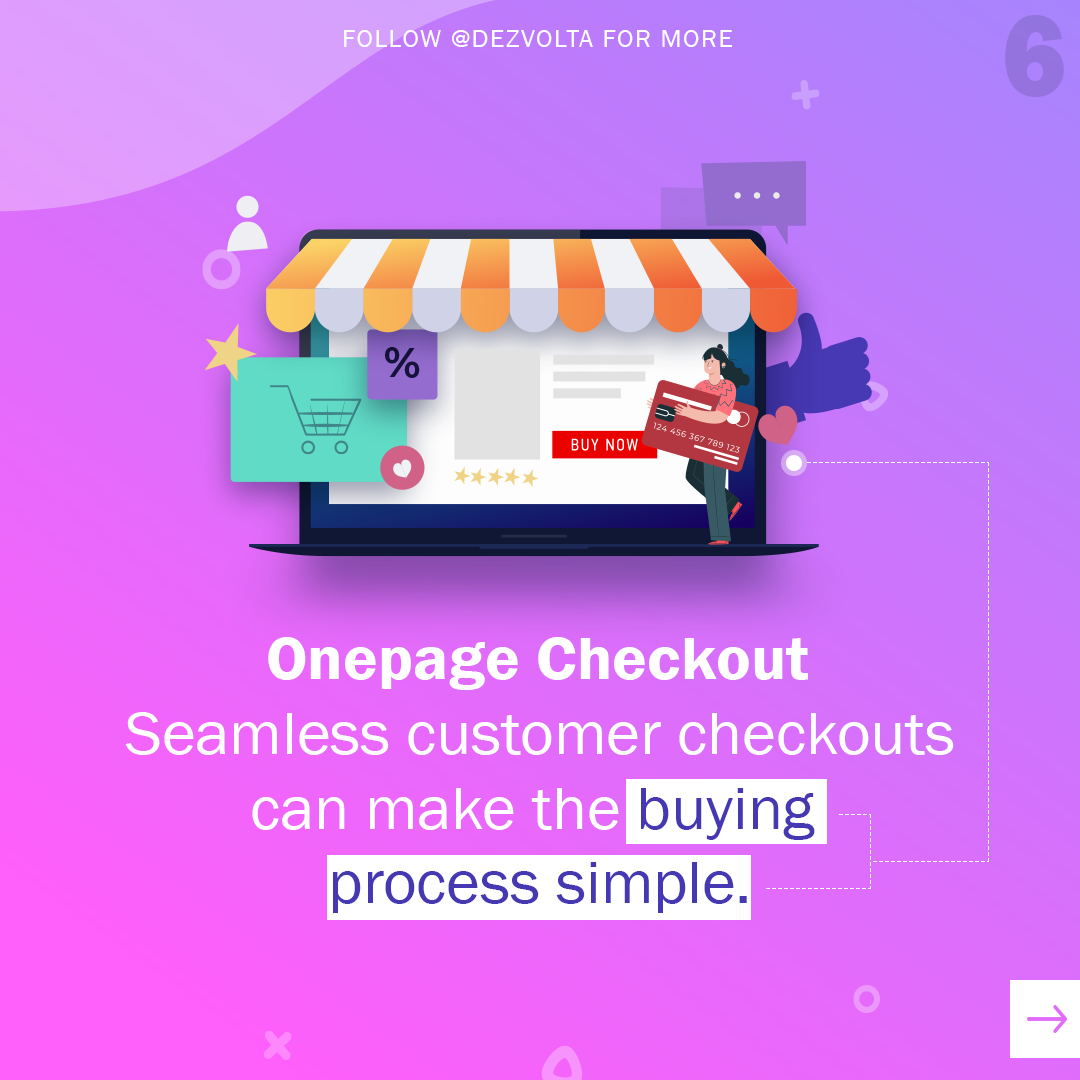 FOLLOW @DEZVOLTA FOR MORE
6
%
BUY NOW
124 456 367 789 123
Onepage Checkout
Seamless customer checkouts
can make the buying
process simple.